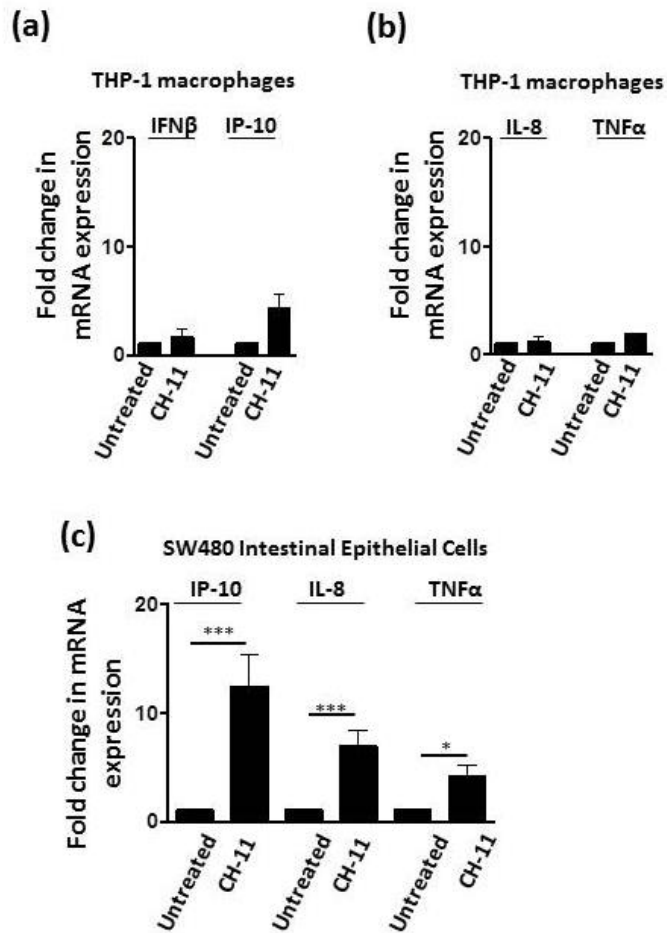 (a)
THP-1 macrophages
IFNβ IP-10
Fold change in
mRNA expression
20
10
0
Untreated
CH-11
Untreated
CH-11
(b)
THP-1 macrophages
IL-8 TNFα
Fold change in
mRNA expression
20
10
0
Untreated
CH-11
Untreated
CH-11
(c)
SW480 Intestinal Epithelial Cells
IP-10 IL-8 TNFα
Fold change in mRNA
expression
20
10
0
***
***
*
Untreated
CH-11
Untreated
CH-11
Untreated
CH-11